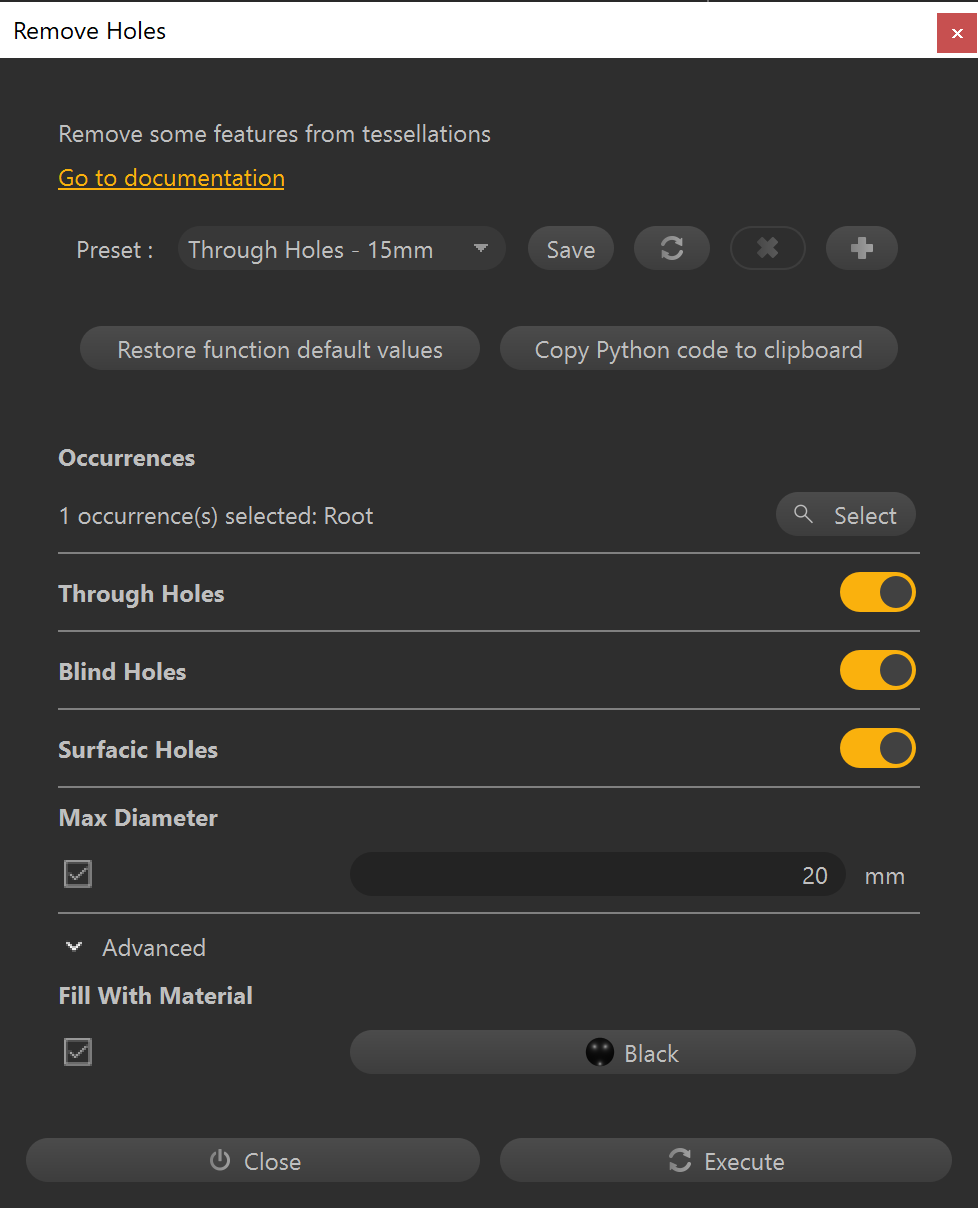 Remove Holes
Remove some features from tessellations
Go to documentation
Preset : Through Holes - 15mm Save
Restore function default values Copy Python code to clipboard
Occurrences
1 occurrence(s) selected: Root Select
Through Holes
Blind Holes
Surfacic Holes
Max Diameter
20 mm
Advanced
Fill With Material
Black
Close Execute